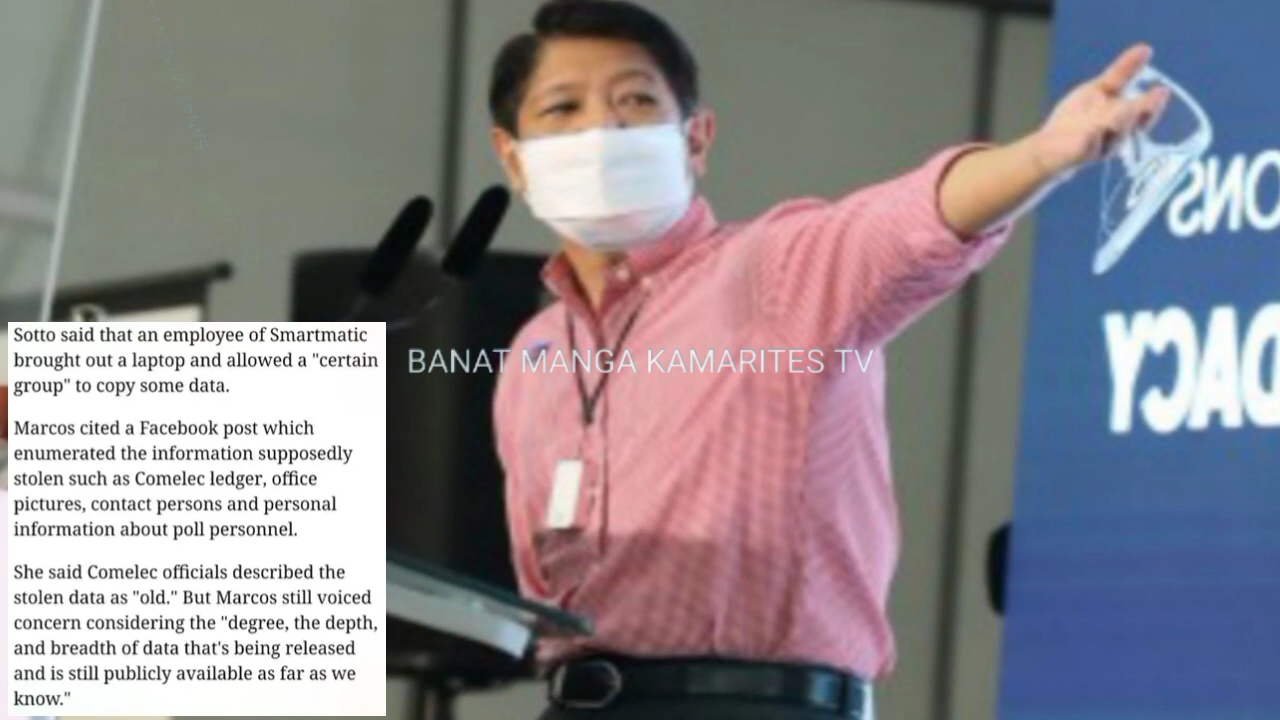 Sotto said that an employee of Smartmatic
brought out a laptop and allowed a "certain
group" to copy some data.
Marcos cited a Facebook post which
enumerated the information supposedly
stolen such as Comelec ledger, office
pictures, contact persons and personal
information about poll personnel.
She said Comelec officials described the
stolen data as "old." But Marcos still voiced
concern considering the "degree, the depth,
and breadth of data that's being released
and is still publicly available as far as we
know."
BANAT MANGA KAMARITES TV
ONS
DACY